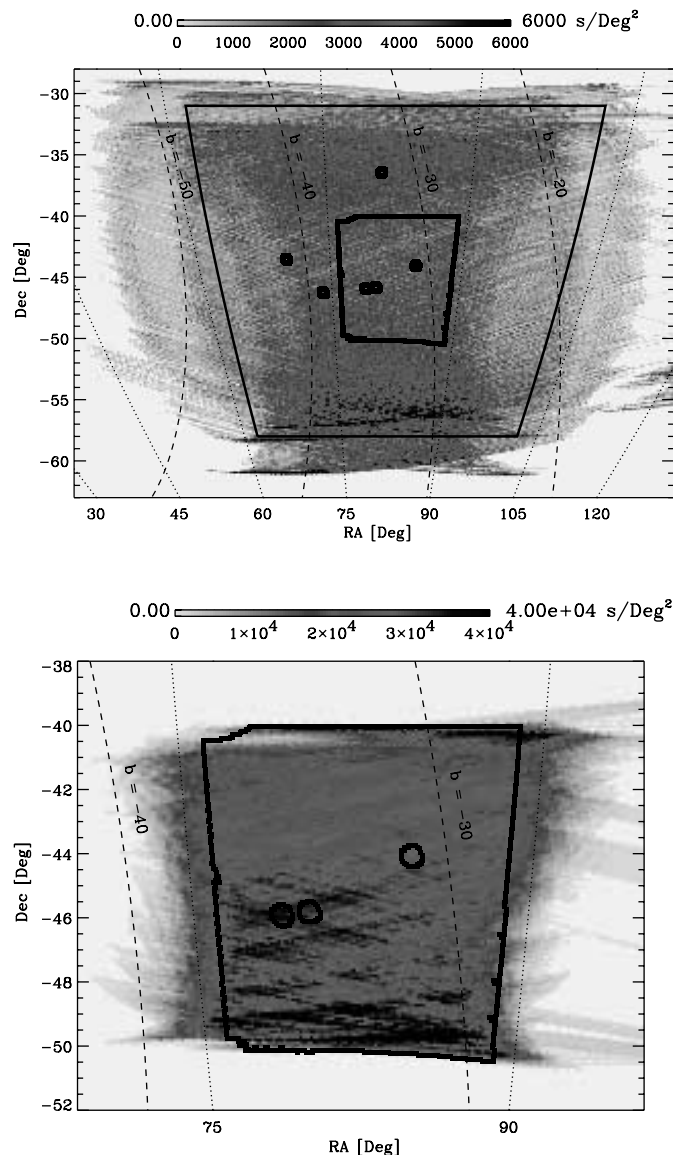 0.00 6000 s/Deg²
0 1000 2000 3000 4000 5000 6000
−30
−35
−40
−45
−50
−55
−60
Dec [Deg]
b = −50
b = −40
b = −30
b = −20
30 45 60 75 90 105 120
RA [Deg]
0.00 4.00e+04 s/Deg²
0 1×10⁴ 2×10⁴ 3×10⁴ 4×10⁴
−38
−40
−42
−44
−46
−48
−50
−52
Dec [Deg]
b = −40
b = −30
75 90
RA [Deg]